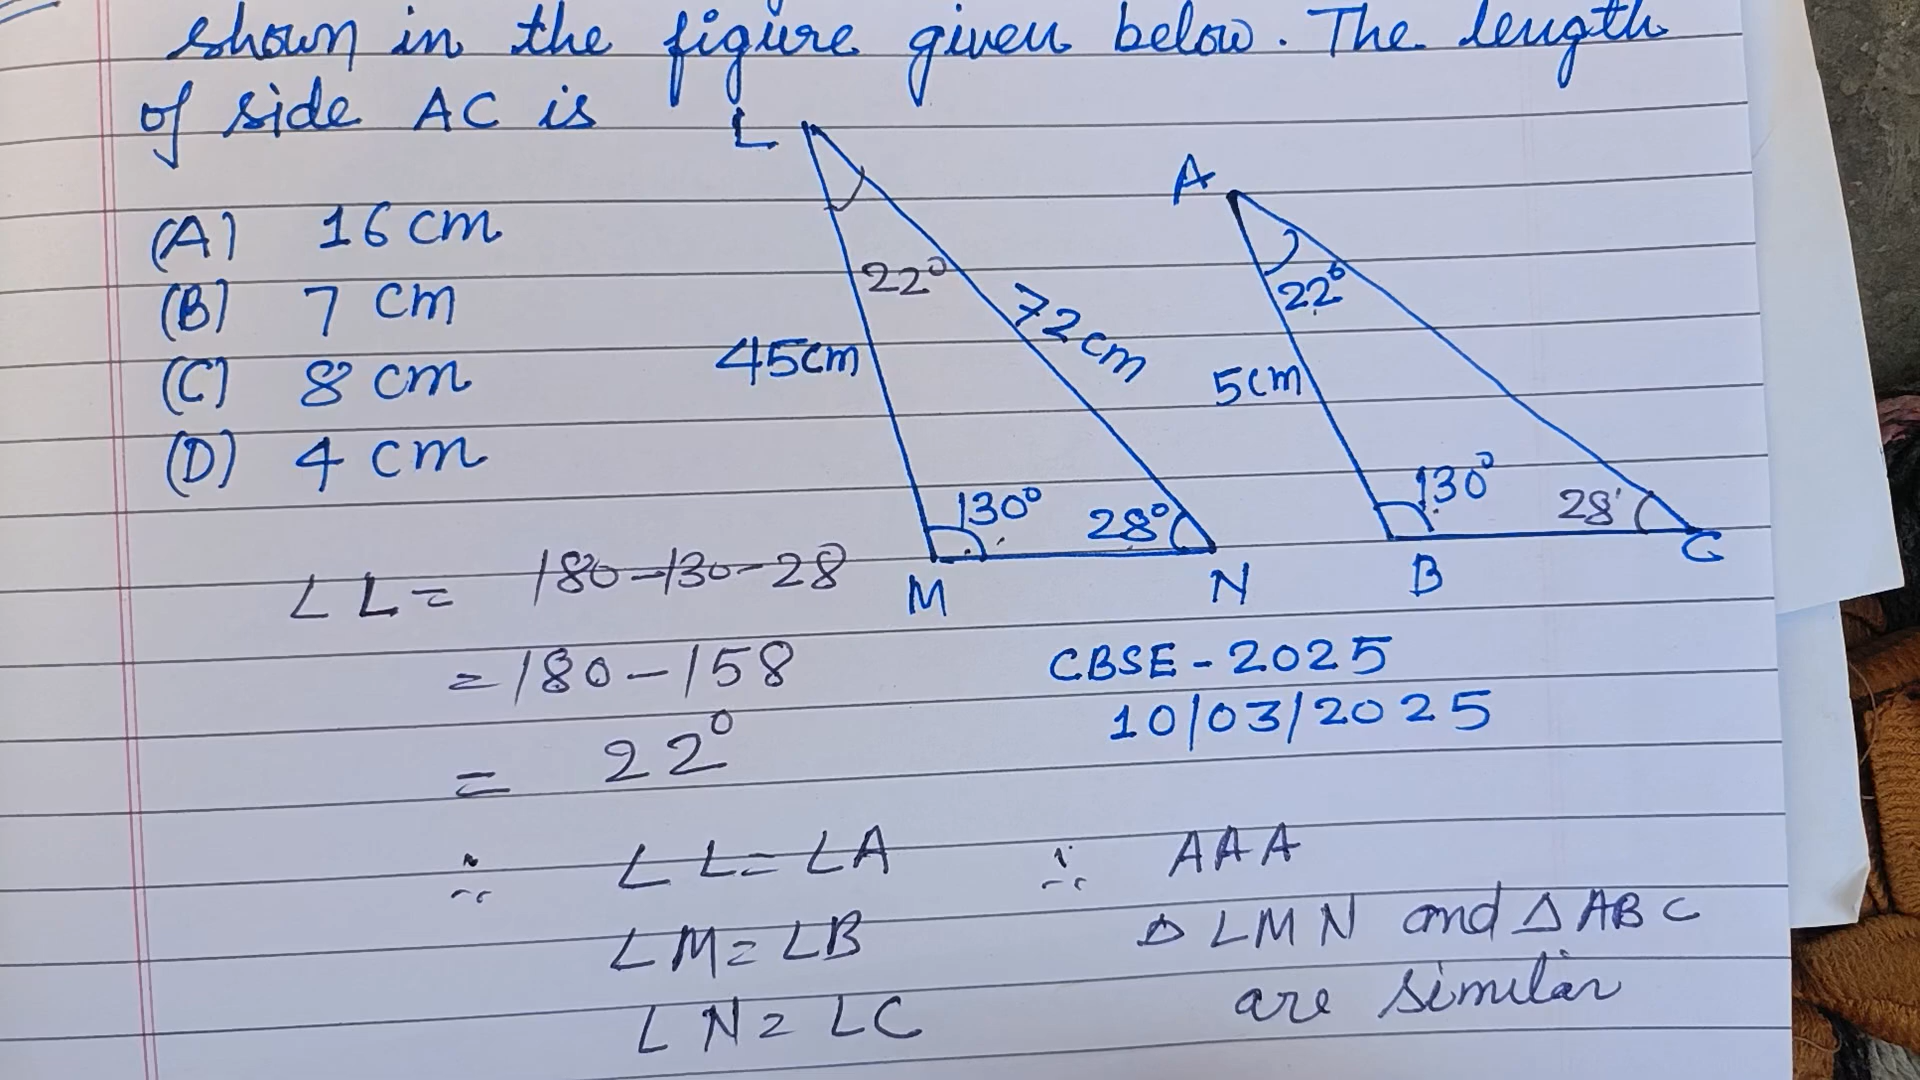 shown in the figure given below. The length
of side AC is
(A) 16 cm
(B) 7 cm
(C) 8 cm
(D) 4 cm
L
22°
72cm
45cm
130°
28°
M
N
A
22°
5cm
130°
28°
B
C
∠L = 180-130-28
= 180-158
= 22°
CBSE-2025
10/03/2025
∴ ∠L = ∠A
∠M = ∠B
∠N = ∠C
∴ AAA
△LMN and △ABC
are similar